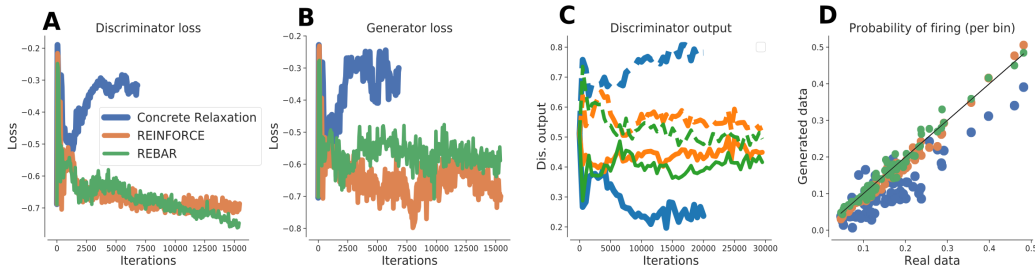 A
Discriminator loss
Loss
−0.2
−0.3
−0.4
−0.5
−0.6
−0.7
0 2500 5000 7500 10000 12500 15000
Iterations
Concrete Relaxation
REINFORCE
REBAR
B
Generator loss
Loss
−0.2
−0.3
−0.4
−0.5
−0.6
−0.7
−0.8
0 2500 5000 7500 10000 12500 15000
Iterations
C
Discriminator output
Dis. output
0.8
0.7
0.6
0.5
0.4
0.3
0.2
0 5000 10000 15000 20000 25000 30000
Iterations
D
Probability of firing (per bin)
Generated data
0.5
0.4
0.3
0.2
0.1
0.0
0.1 0.2 0.3 0.4 0.5
Real data